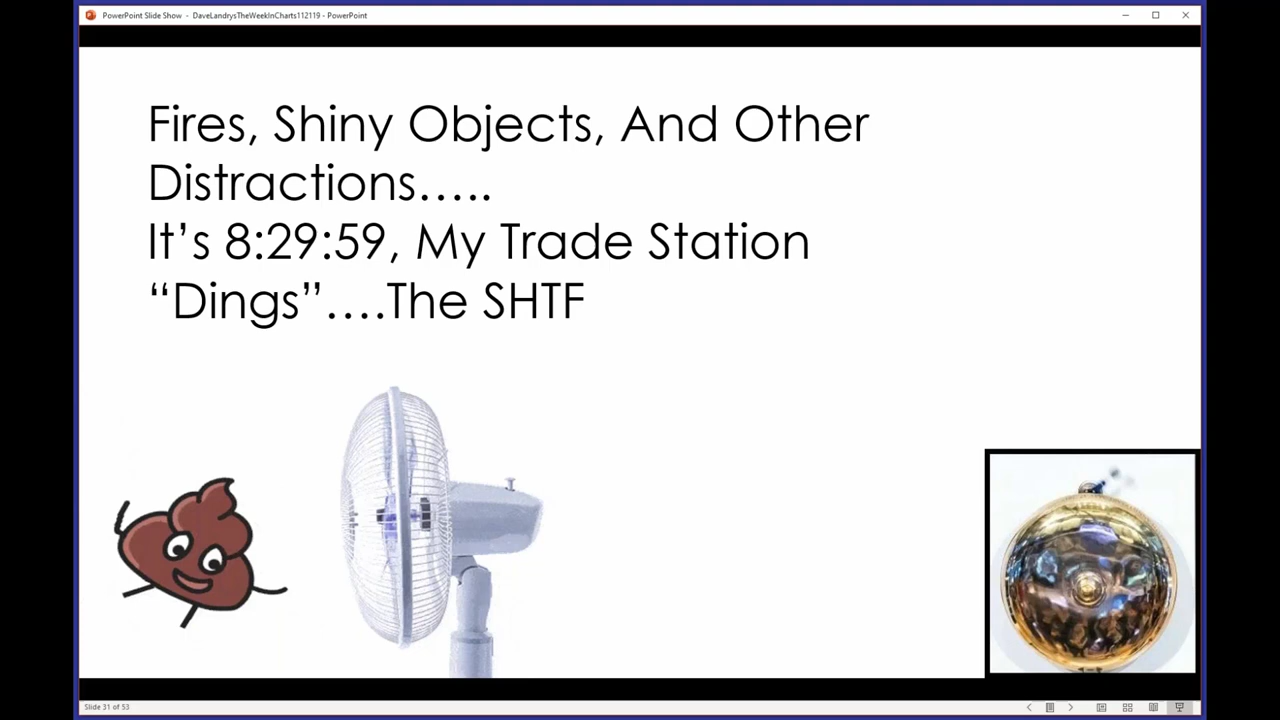 PowerPoint Slide Show - DaveLandrysTheWeekInCharts112119 - PowerPoint
Fires, Shiny Objects, And Other
Distractions…..
It’s 8:29:59, My Trade Station
“Dings”….The SHTF
Slide 31 of 53